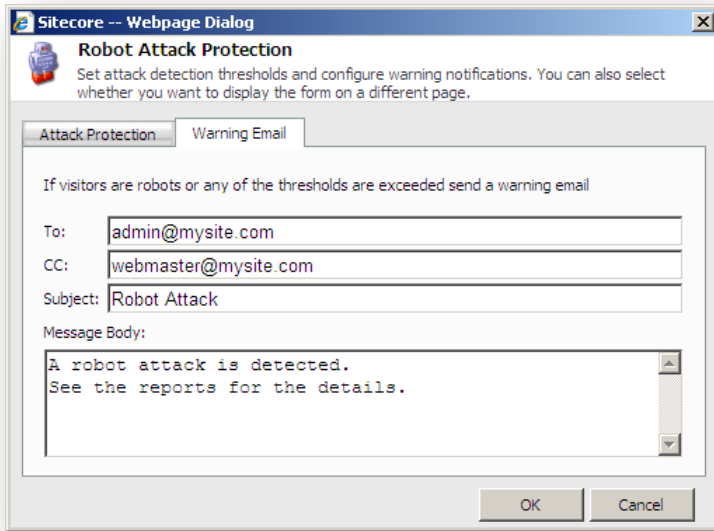 Sitecore -- Webpage Dialog
Robot Attack Protection
Set attack detection thresholds and configure warning notifications. You can also select
whether you want to display the form on a different page.
Attack Protection Warning Email
If visitors are robots or any of the thresholds are exceeded send a warning email
To: admin@mysite.com
CC: webmaster@mysite.com
Subject: Robot Attack
Message Body:
A robot attack is detected.
See the reports for the details.
OK Cancel